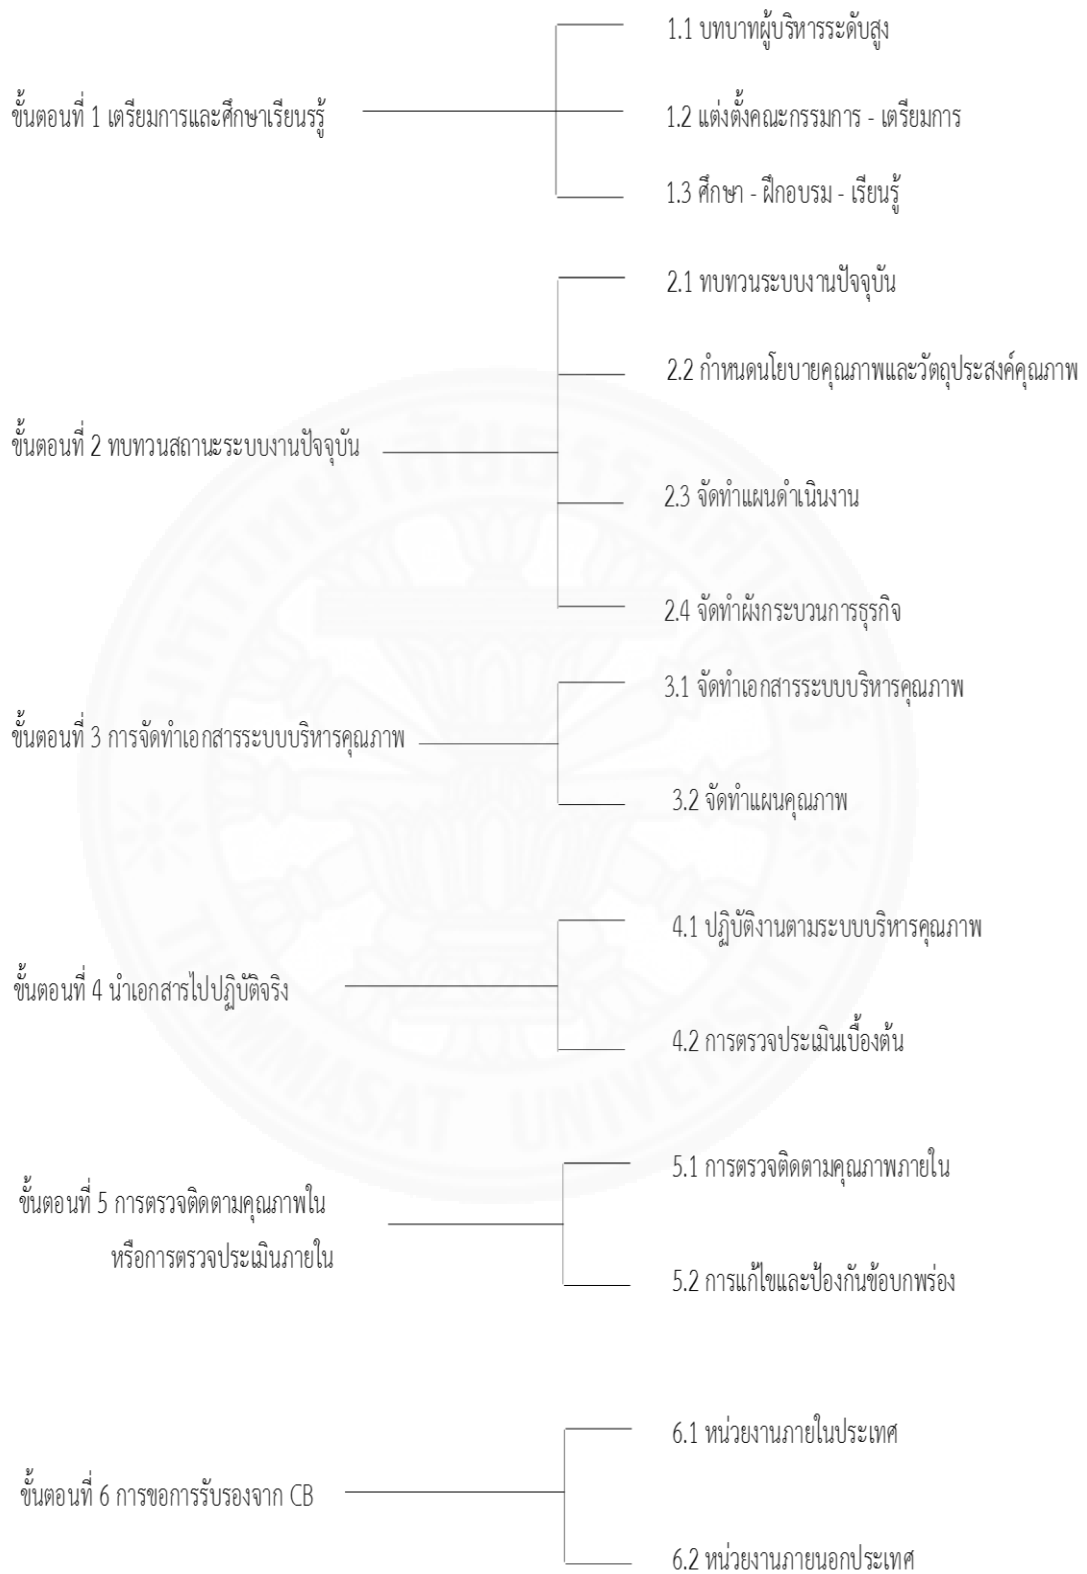 1.1 บทบาทผู้บริหารระดับสูง
ขั้นตอนที่ 1 เตรียมการและศึกษาเรียนรรู้
1.2 แต่งตั้งคณะกรรมการ - เตรียมการ
1.3 ศึกษา - ฝึกอบรม - เรียนรู้
2.1 ทบทวนระบบงานปัจจุบัน
2.2 กำหนดนโยบายคุณภาพและวัตถุประสงค์คุณภาพ
ขั้นตอนที่ 2 ทบทวนสถานะระบบงานปัจจุบัน
2.3 จัดทำแผนดำเนินงาน
2.4 จัดทำผังกระบวนการธุรกิจ
3.1 จัดทำเอกสารระบบบริหารคุณภาพ
ขั้นตอนที่ 3 การจัดทำเอกสารระบบบริหารคุณภาพ
3.2 จัดทำแผนคุณภาพ
4.1 ปฏิบัติงานตามระบบบริหารคุณภาพ
ขั้นตอนที่ 4 นำเอกสารไปปฏิบัติจริง
4.2 การตรวจประเมินเบื้องต้น
5.1 การตรวจติดตามคุณภาพภายใน
ขั้นตอนที่ 5 การตรวจติดตามคุณภาพใน
หรือการตรวจประเมินภายใน
5.2 การแก้ไขและป้องกันข้อบกพร่อง
6.1 หน่วยงานภายในประเทศ
ขั้นตอนที่ 6 การขอการรับรองจาก CB
6.2 หน่วยงานภายนอกประเทศ
มหาวิทยาลัยธรรมศาสตร์
THAMMASAT UNIVERSITY